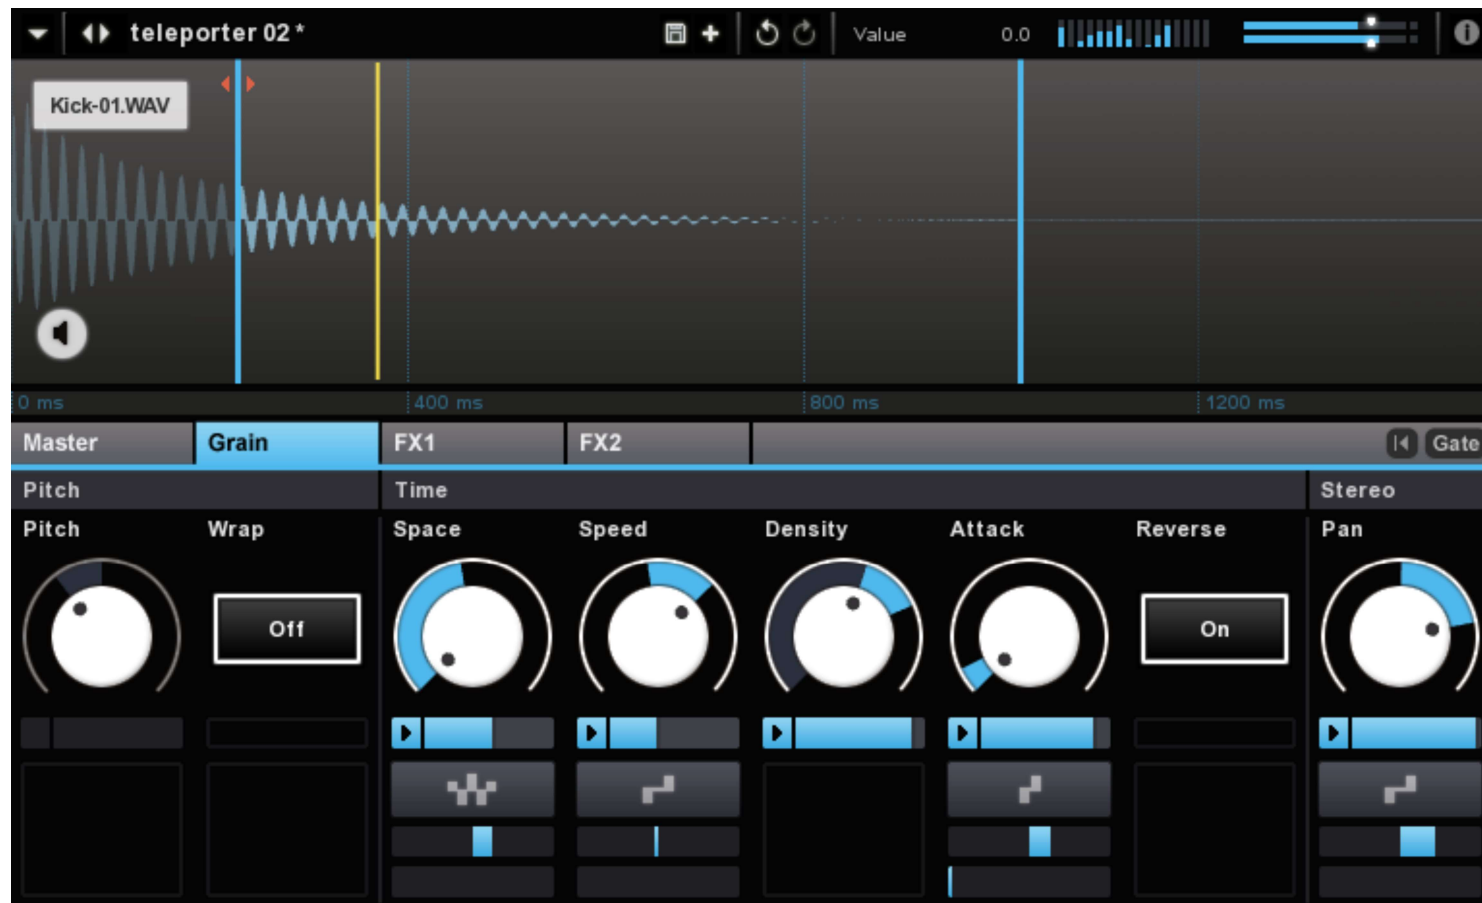 teleporter 02 * Value 0.0
Kick-01.WAV
0 ms 400 ms 800 ms 1200 ms
Master Grain FX1 FX2 Gate
Pitch Time Stereo
Pitch Wrap Space Speed Density Attack Reverse Pan
Off On